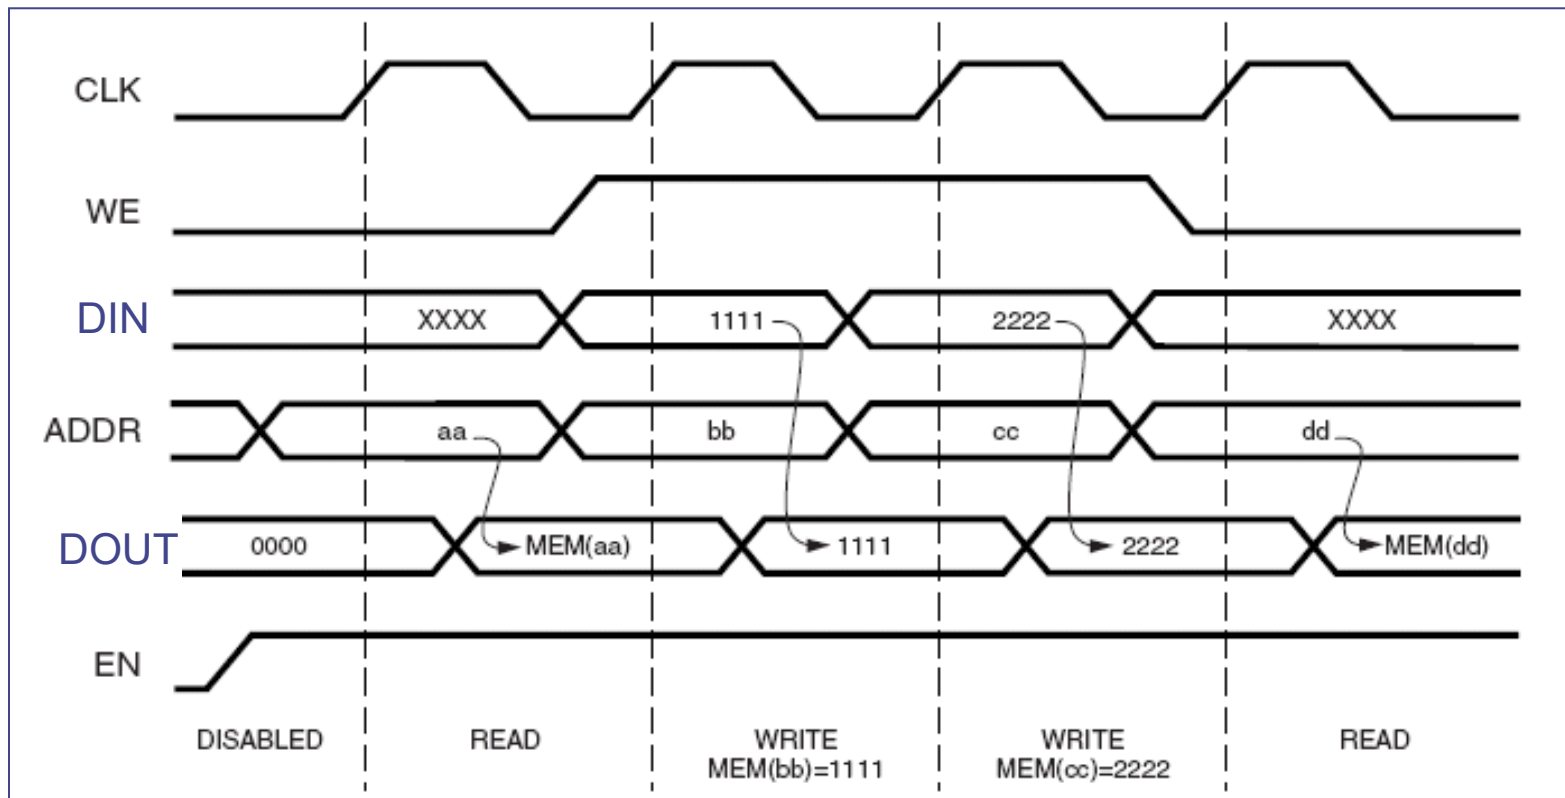 CLK
WE
DIN
XXXX
1111
2222
XXXX
ADDR
aa
bb
cc
dd
DOUT
0000
MEM(aa)
1111
2222
MEM(dd)
EN
DISABLED
READ
WRITE
MEM(bb)=1111
WRITE
MEM(cc)=2222
READ